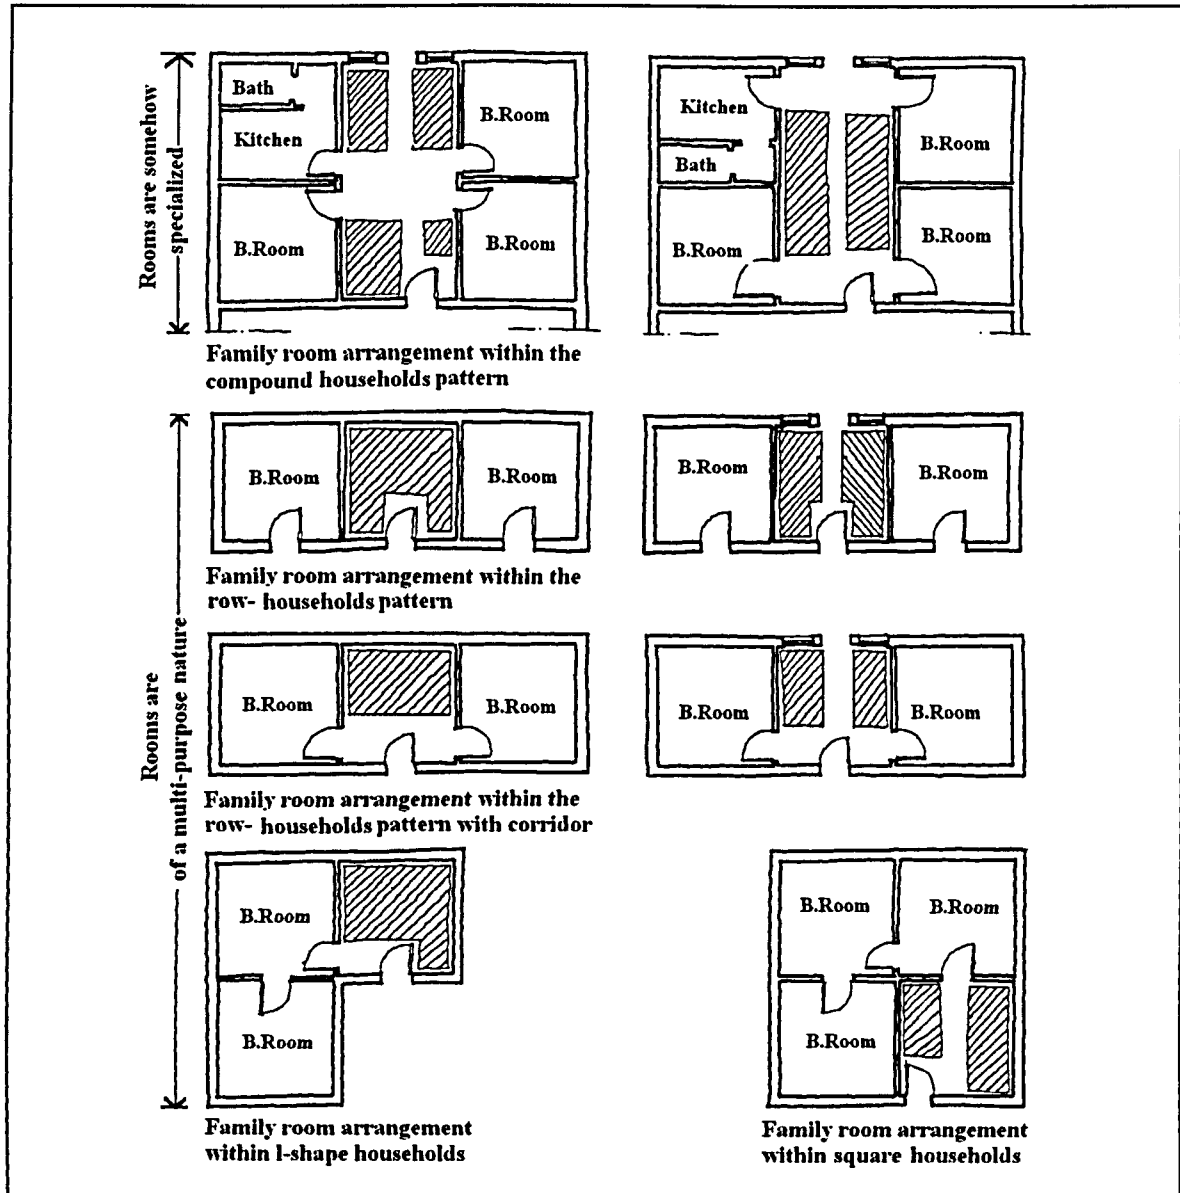 Rooms are somehow
specialized
Bath
Kitchen
B.Room
B.Room
B.Room
Kitchen
Bath
B.Room
B.Room
B.Room
Family room arrangement within the
compound households pattern
Rooms are
of a multi-purpose nature
B.Room
B.Room
B.Room
B.Room
Family room arrangement within the
row- households pattern
B.Room
B.Room
B.Room
B.Room
Family room arrangement within the
row- households pattern with corridor
B.Room
B.Room
Family room arrangement
within l-shape households
B.Room
B.Room
B.Room
Family room arrangement
within square households